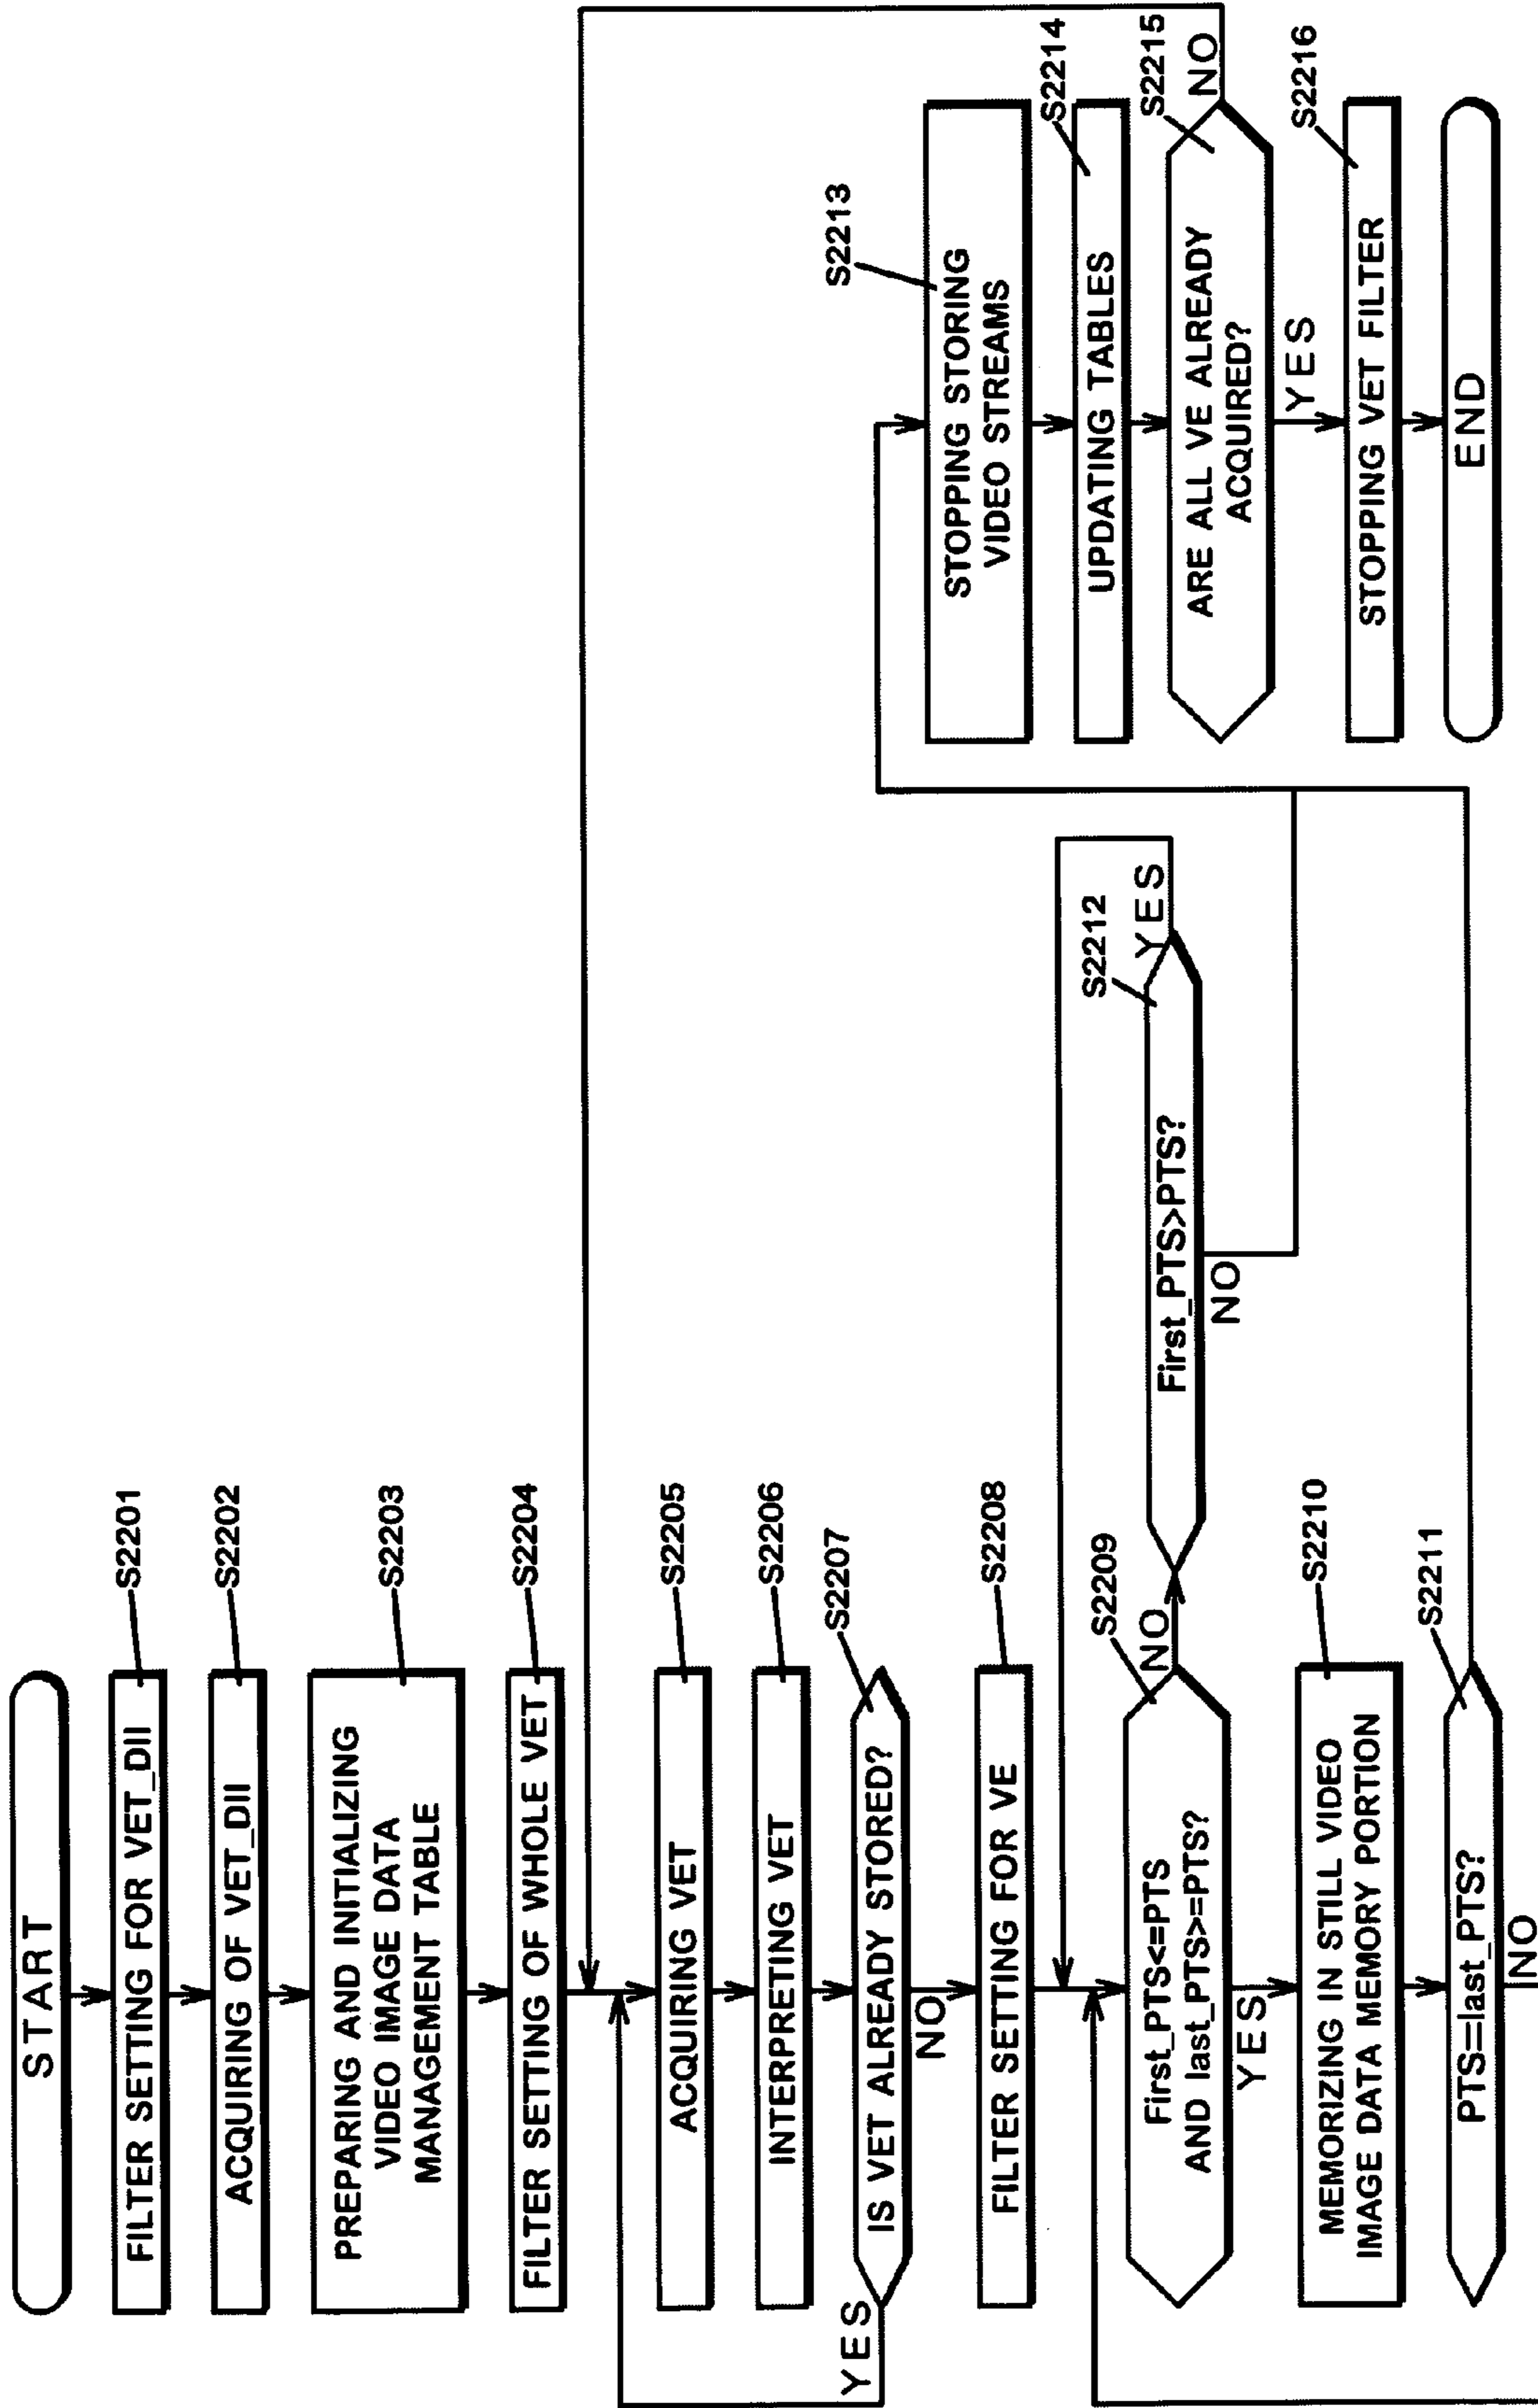 START
FILTER SETTING FOR VET_DII
S2201
ACQUIRING OF VET_DII
S2202
PREPARING AND INITIALIZING
VIDEO IMAGE DATA
MANAGEMENT TABLE
S2203
FILTER SETTING OF WHOLE VET
S2204
ACQUIRING VET
S2205
INTERPRETING VET
S2206
IS VET ALREADY STORED?
S2207
YES
NO
FILTER SETTING FOR VE
S2208
First_PTS<=PTS
AND last_PTS>=PTS?
S2209
NO
YES
MEMORIZING IN STILL VIDEO
IMAGE DATA MEMORY PORTION
S2210
PTS=last_PTS?
S2211
NO
First_PTS>PTS?
S2212
YES
NO
STOPPING STORING
VIDEO STREAMS
S2213
UPDATING TABLES
S2214
ARE ALL VE ALREADY
ACQUIRED?
S2215
NO
YES
STOPPING VET FILTER
S2216
END